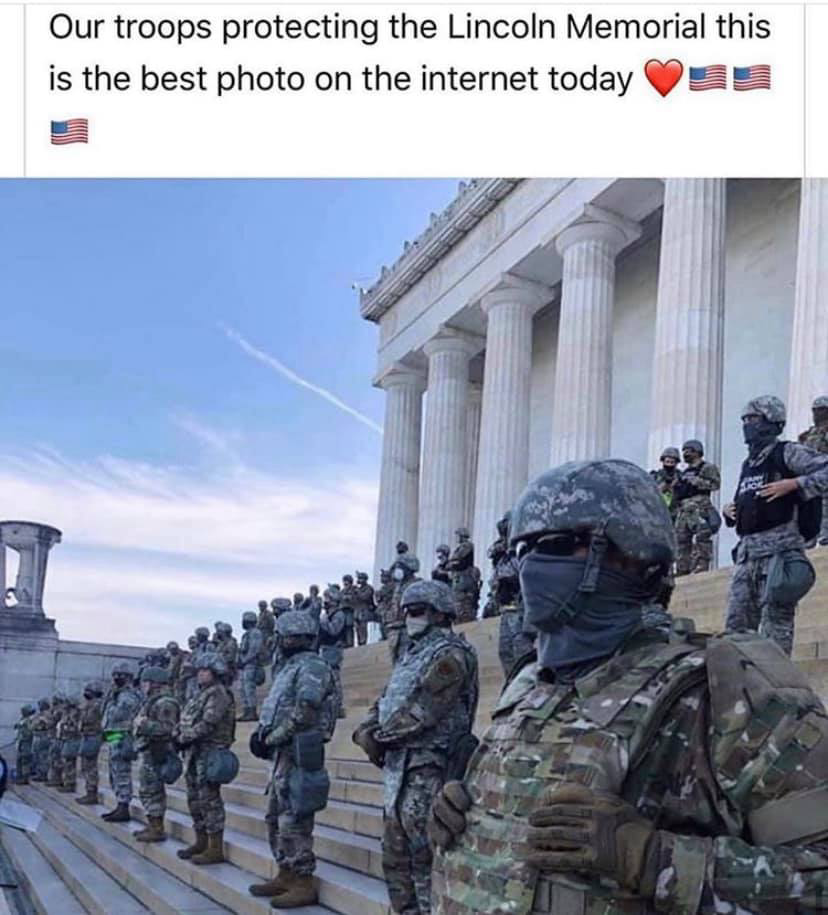 Our troops protecting the Lincoln Memorial this
is the best photo on the internet today ❤️🇺🇸🇺🇸
🇺🇸